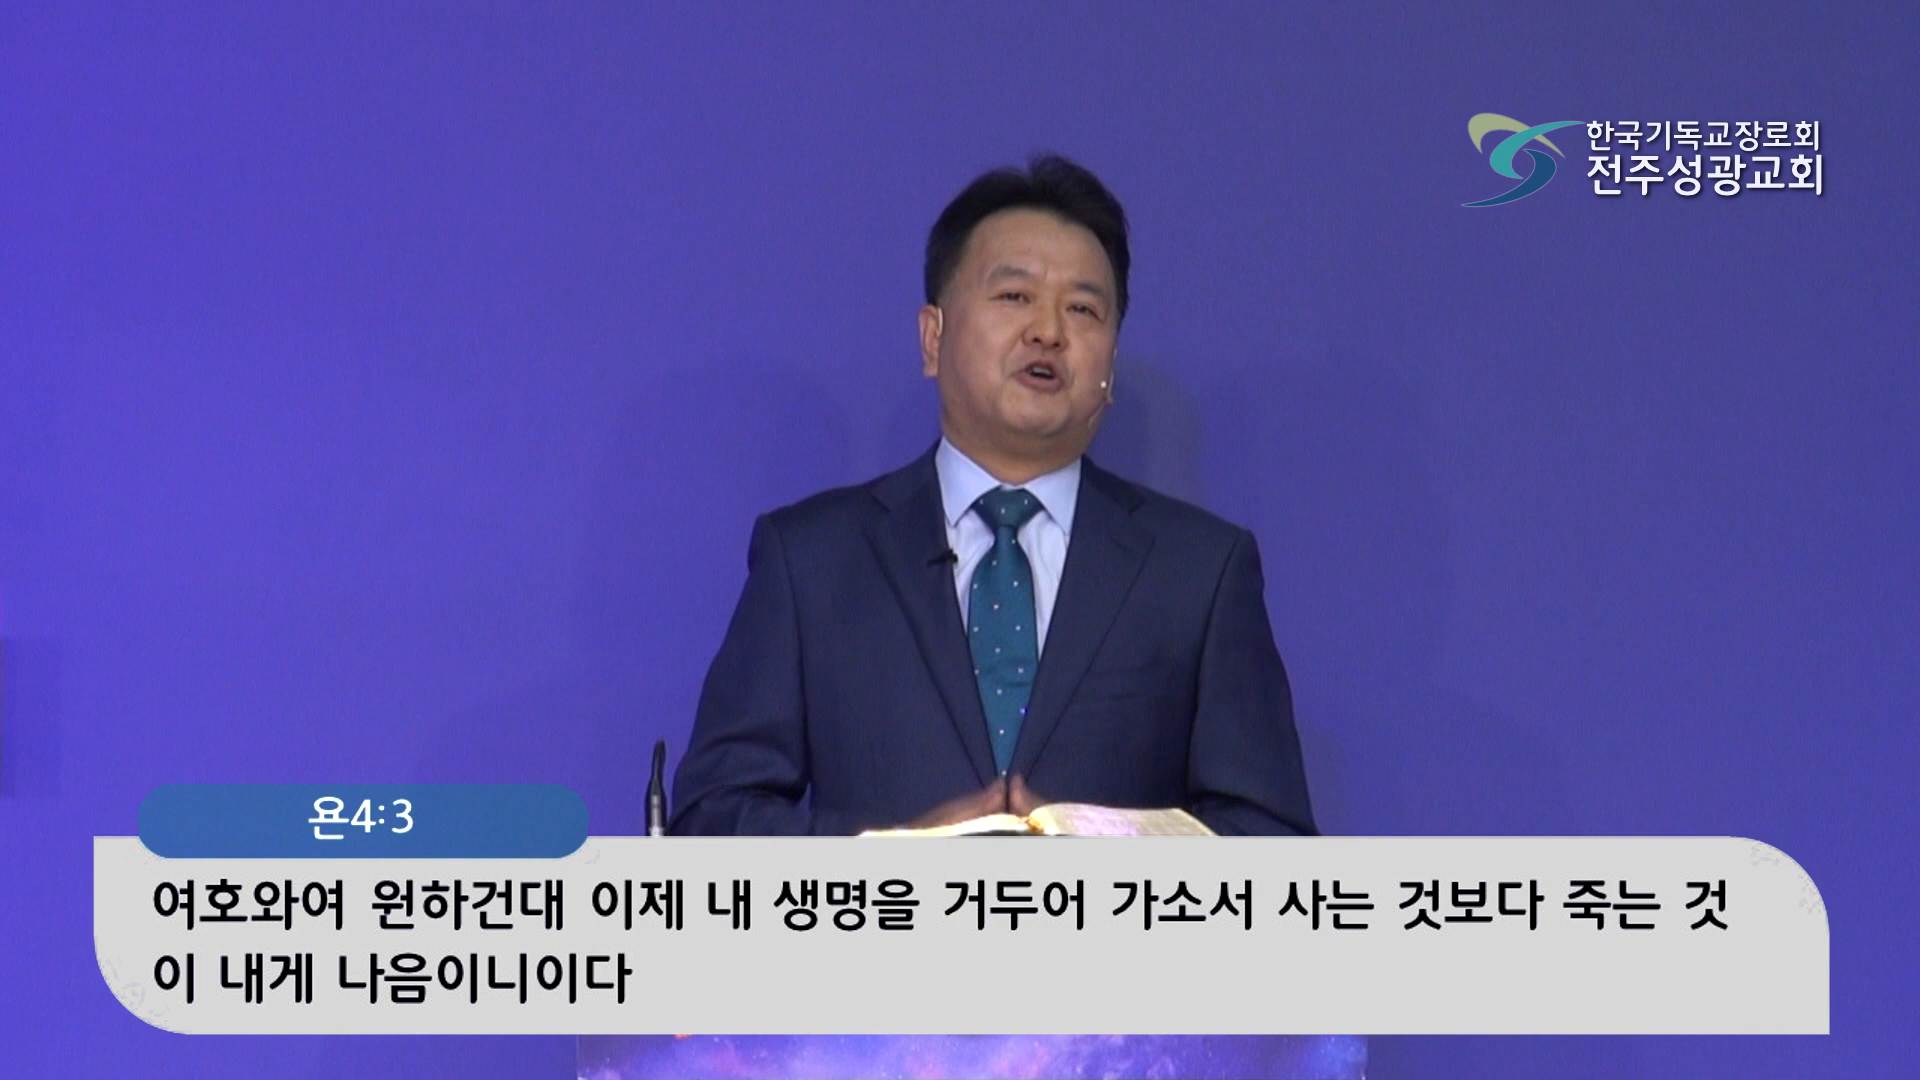 한국기독교장로회
전주성광교회
욘4:3
여호와여 원하건대 이제 내 생명을 거두어 가소서 사는 것보다 죽는 것
이 내게 나음이니이다